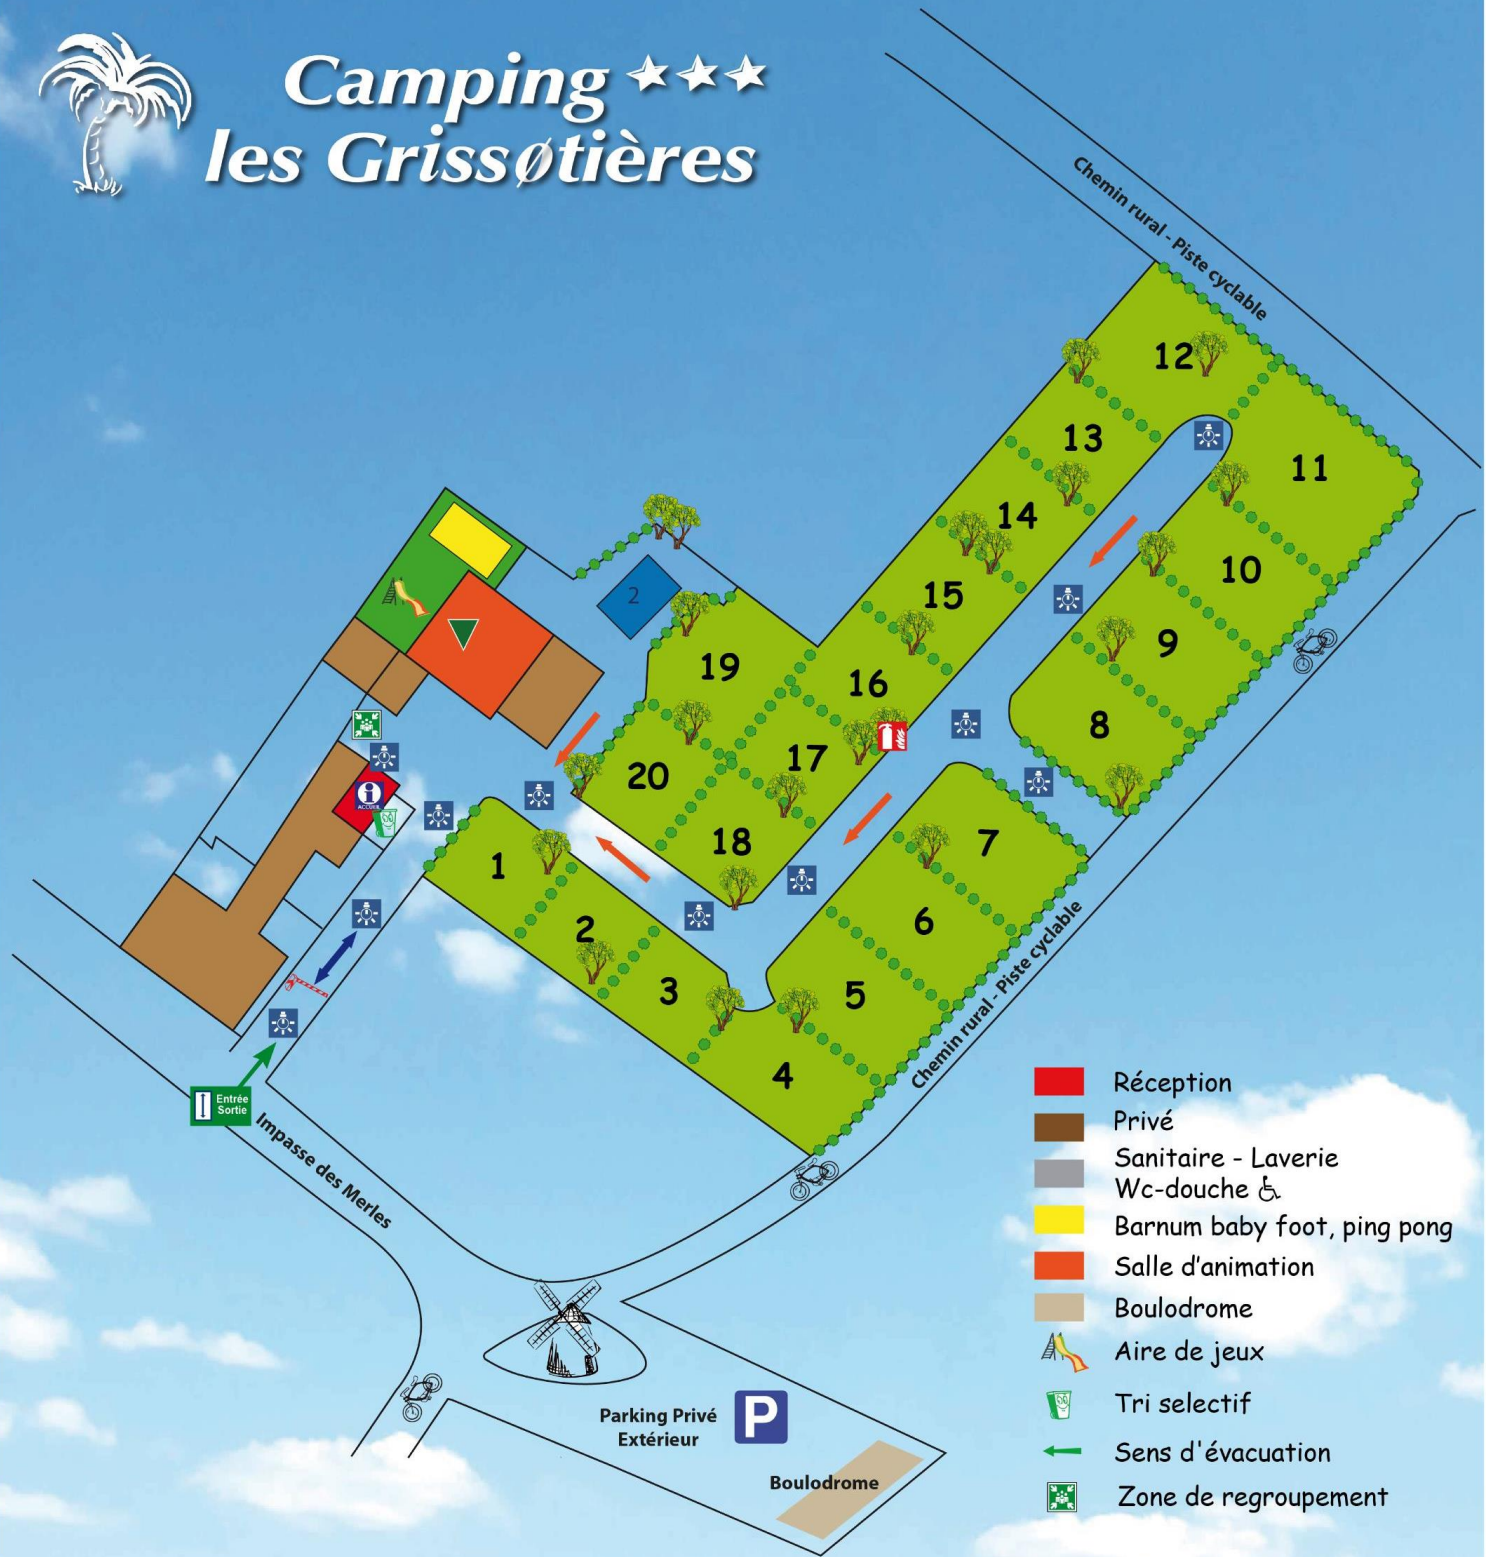 Camping
les Grissøtières
Chemin rural - Piste cyclable
12
13
11
14
10
15
2
9
19
16
8
17
20
7
18
1
ACCUEIL
6
2
3
5
4
Chemin rural - Piste cyclable
Entrée
Sortie
Impasse des Merles
Réception
Privé
Sanitaire - Laverie
Wc-douche
Barnum baby foot, ping pong
Salle d'animation
Boulodrome
Aire de jeux
Tri selectif
Sens d'évacuation
Zone de regroupement
Parking Privé
Extérieur
P
Boulodrome